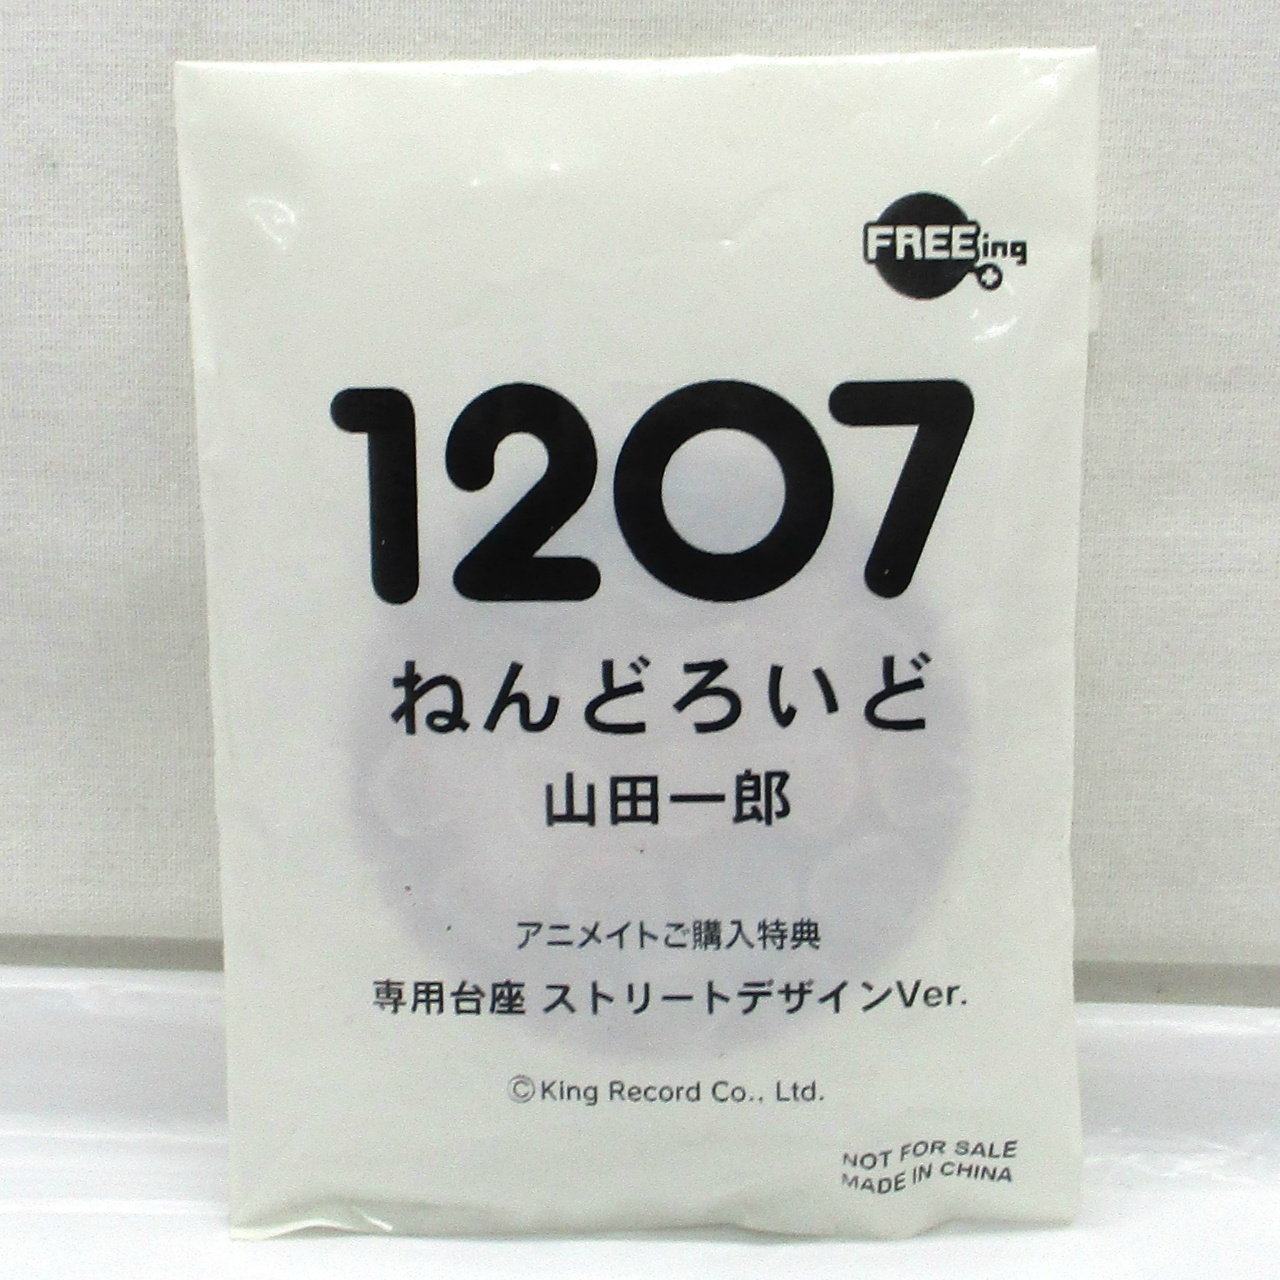 FREEing
1207
ねんどろいど
山田一郎
アニメイトご購入特典
専用台座 ストリートデザインVer.
©King Record Co., Ltd.
NOT FOR SALE
MADE IN CHINA